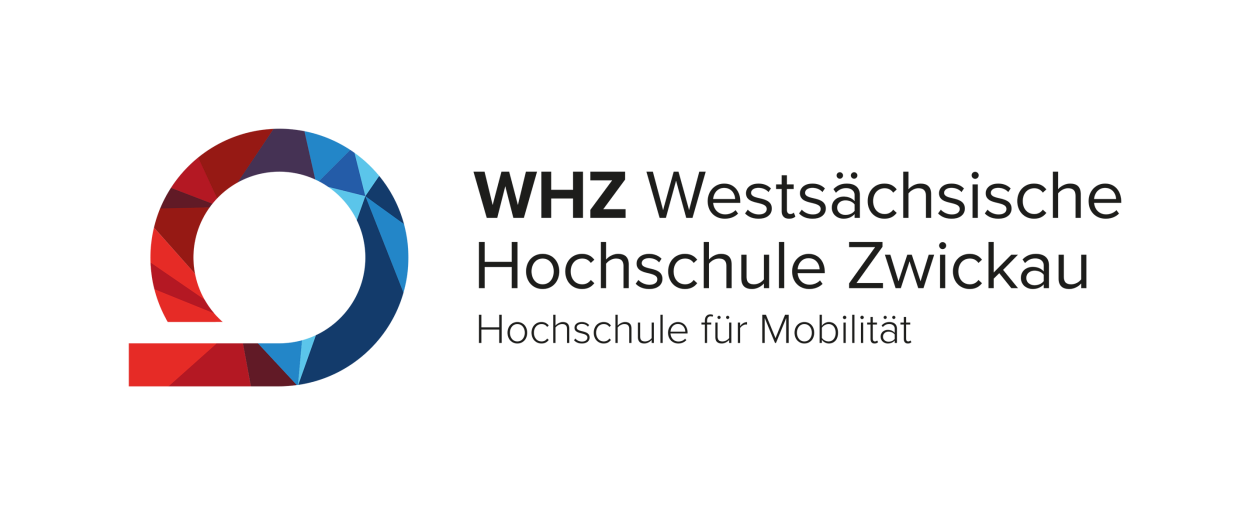 WHZ Westsächsische
Hochschule Zwickau
Hochschule für Mobilität